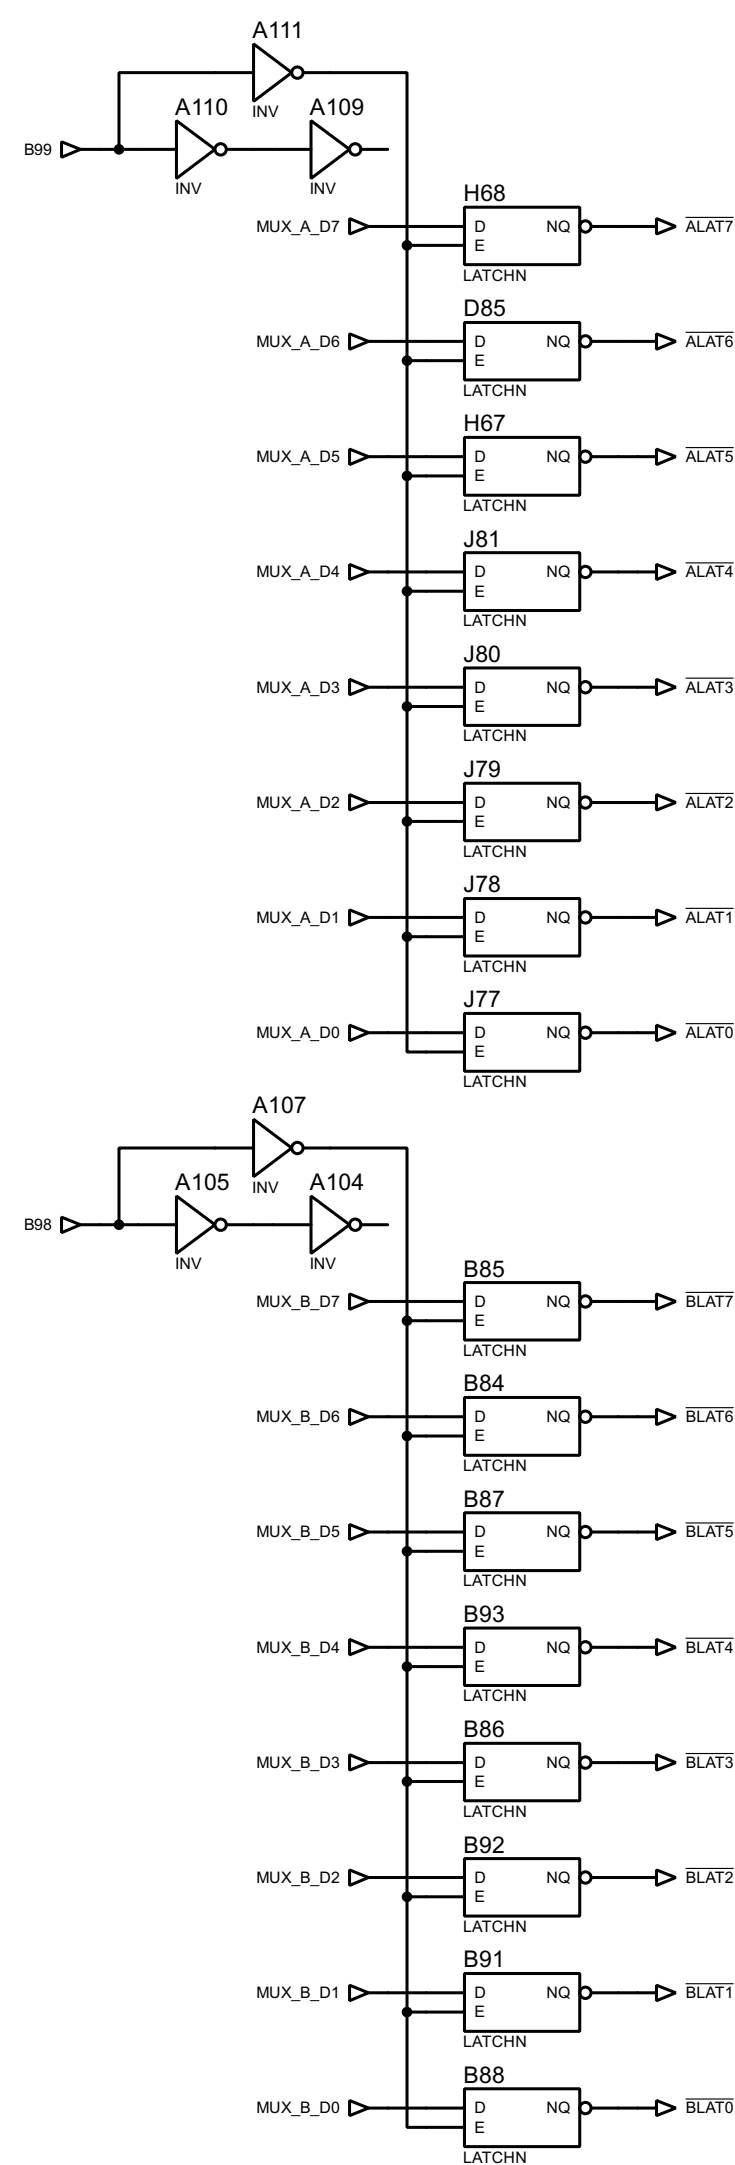 A111
INV
A110
A109
B99
INV
INV
H68
MUX_A_D7 D NQ ALAT7
E
LATCHN
D85
MUX_A_D6 D NQ ALAT6
E
LATCHN
H67
MUX_A_D5 D NQ ALAT5
E
LATCHN
J81
MUX_A_D4 D NQ ALAT4
E
LATCHN
J80
MUX_A_D3 D NQ ALAT3
E
LATCHN
J79
MUX_A_D2 D NQ ALAT2
E
LATCHN
J78
MUX_A_D1 D NQ ALAT1
E
LATCHN
J77
MUX_A_D0 D NQ ALAT0
E
LATCHN
A107
INV
A105
A104
B98
INV
INV
B85
MUX_B_D7 D NQ BLAT7
E
LATCHN
B84
MUX_B_D6 D NQ BLAT6
E
LATCHN
B87
MUX_B_D5 D NQ BLAT5
E
LATCHN
B93
MUX_B_D4 D NQ BLAT4
E
LATCHN
B86
MUX_B_D3 D NQ BLAT3
E
LATCHN
B92
MUX_B_D2 D NQ BLAT2
E
LATCHN
B91
MUX_B_D1 D NQ BLAT1
E
LATCHN
B88
MUX_B_D0 D NQ BLAT0
E
LATCHN